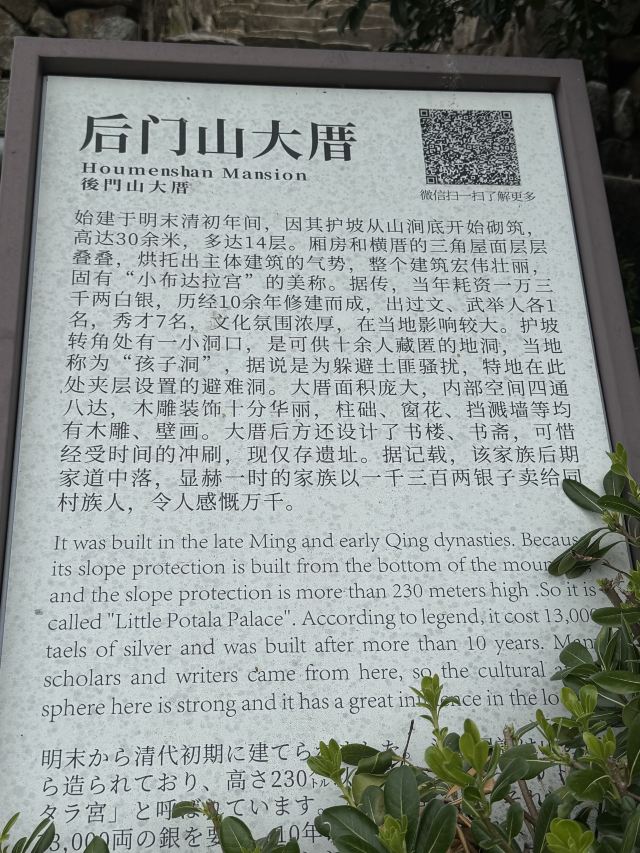 后门山大厝
Houmenshan Mansion
後門山大厝
微信扫一扫了解更多
始建于明末清初年间，因其护坡从山涧底开始砌筑，
高达30余米，多达14层。厢房和横厝的三角屋面层层
叠叠，烘托出主体建筑的气势，整个建筑宏伟壮丽，
固有“小布达拉宫”的美称。据传，当年耗资一万三
千两白银，历经10余年修建而成，出过文、武举人各1
名，秀才7名，文化氛围浓厚，在当地影响较大。护坡
转角处有一小洞口，是可供十余人藏匿的地洞，当地
称为“孩子洞”，据说是为躲避土匪骚扰，特地在此
处夹层设置的避难洞。大厝面积庞大，内部空间四通
八达，木雕装饰十分华丽，柱础、窗花、挡溅墙等均
有木雕、壁画。大厝后方还设计了书楼、书斋，可惜
经受时间的冲刷，现仅存遗址。据记载，该家族后期
家道中落，显赫一时的家族以一千三百两银子卖给同
村族人，令人感慨万千。
It was built in the late Ming and early Qing dynasties. Becaus
its slope protection is built from the bottom of the moun
and the slope protection is more than 230 meters high .So it is
called "Little Potala Palace". According to legend, it cost 13,000
taels of silver and was built after more than 10 years. Man
scholars and writers came from here, so the cultural
sphere here is strong and it has a great in ence in the lo
明末から清代初期に建てら
ら造られており、高さ230㍍
タラ宮」と呼ばれています
3,000両の銀を要 10年